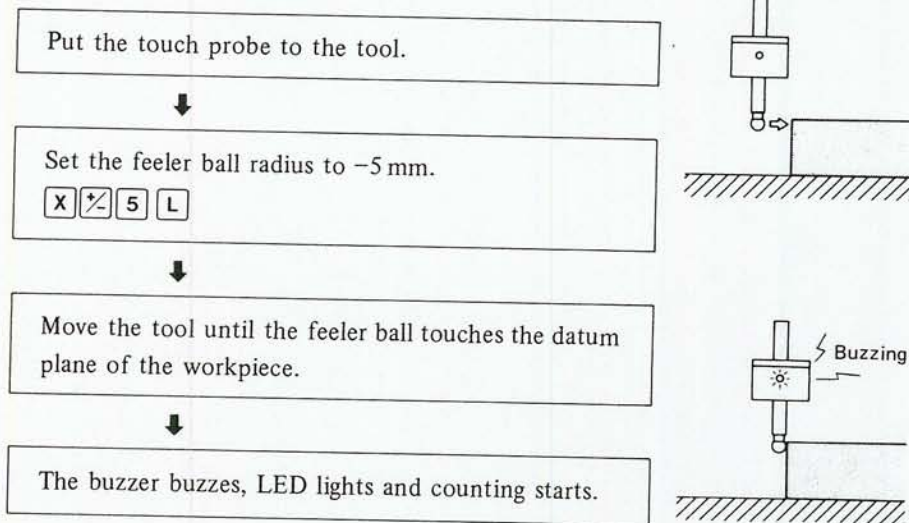 Put the touch probe to the tool.
Set the feeler ball radius to −5 mm.
X +/- 5 L
Move the tool until the feeler ball touches the datum
plane of the workpiece.
Buzzing
The buzzer buzzes, LED lights and counting starts.